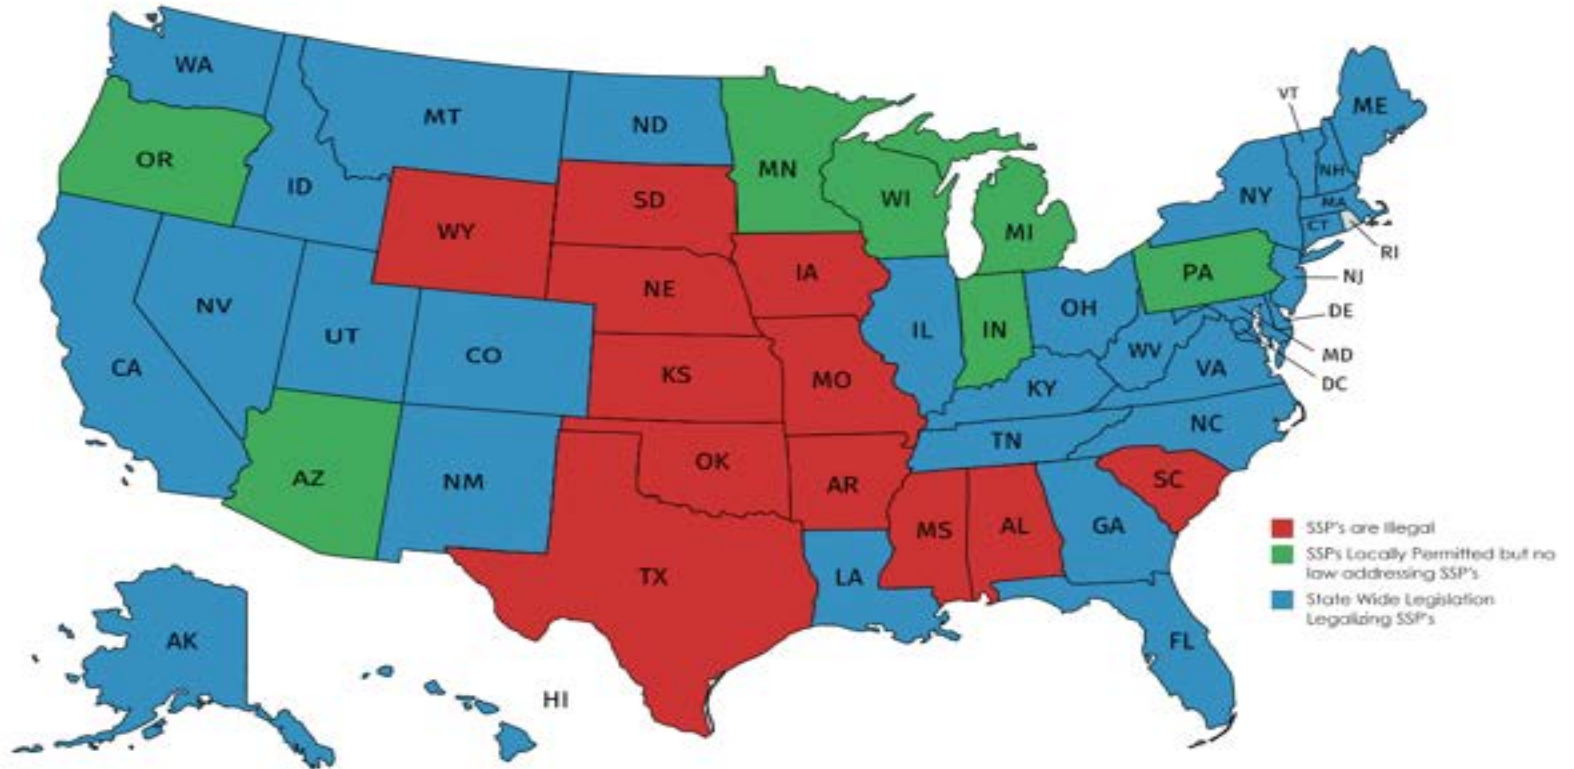 WA
MT
ND
MN
OR
ID
WY
SD
WI
MI
NY
VT
NH
ME
MA
CT
RI
NV
UT
CO
NE
IA
IL
IN
OH
PA
NJ
DE
MD
DC
CA
KS
MO
KY
WV
VA
AZ
NM
OK
AR
TN
NC
TX
LA
MS
AL
GA
SC
FL
AK
HI
SSP's are Illegal
SSPs Locally Permitted but no
law addressing SSP's
State Wide Legislation
Legalizing SSP's